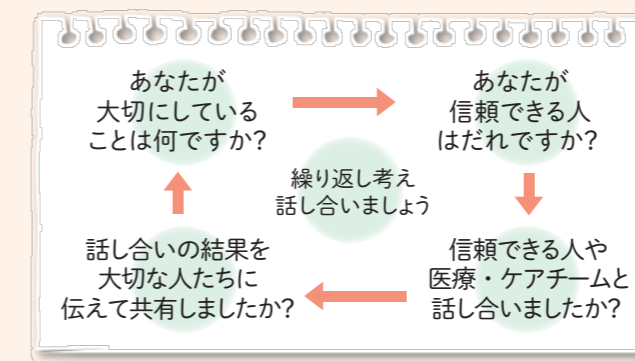 あなたが
大切にしている
ことは何ですか?
あなたが
信頼できる人
はだれですか?
繰り返し考え
話し合いましょう
話し合いの結果を
大切な人たちに
伝えて共有しましたか?
信頼できる人や
医療・ケアチームと
話し合いましたか?